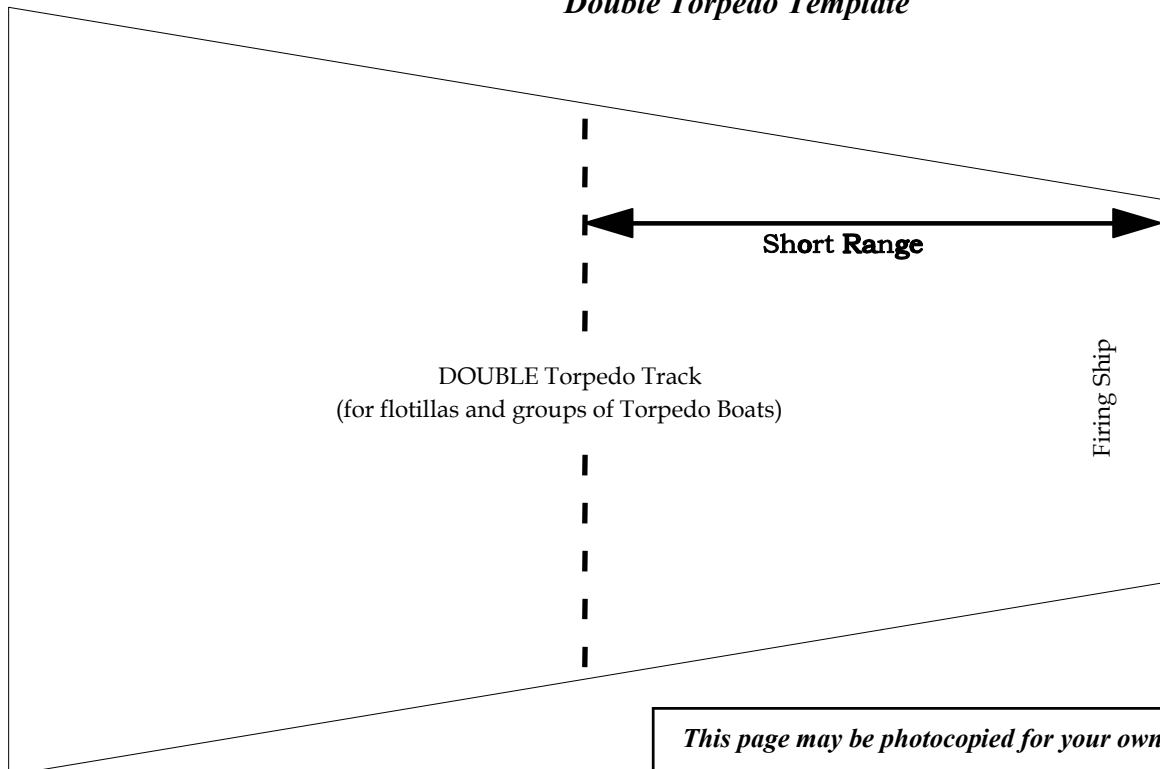 Double Torpedo Template
Short Range
DOUBLE Torpedo Track
(for flotillas and groups of Torpedo Boats)
Firing Ship
This page may be photocopied for your own